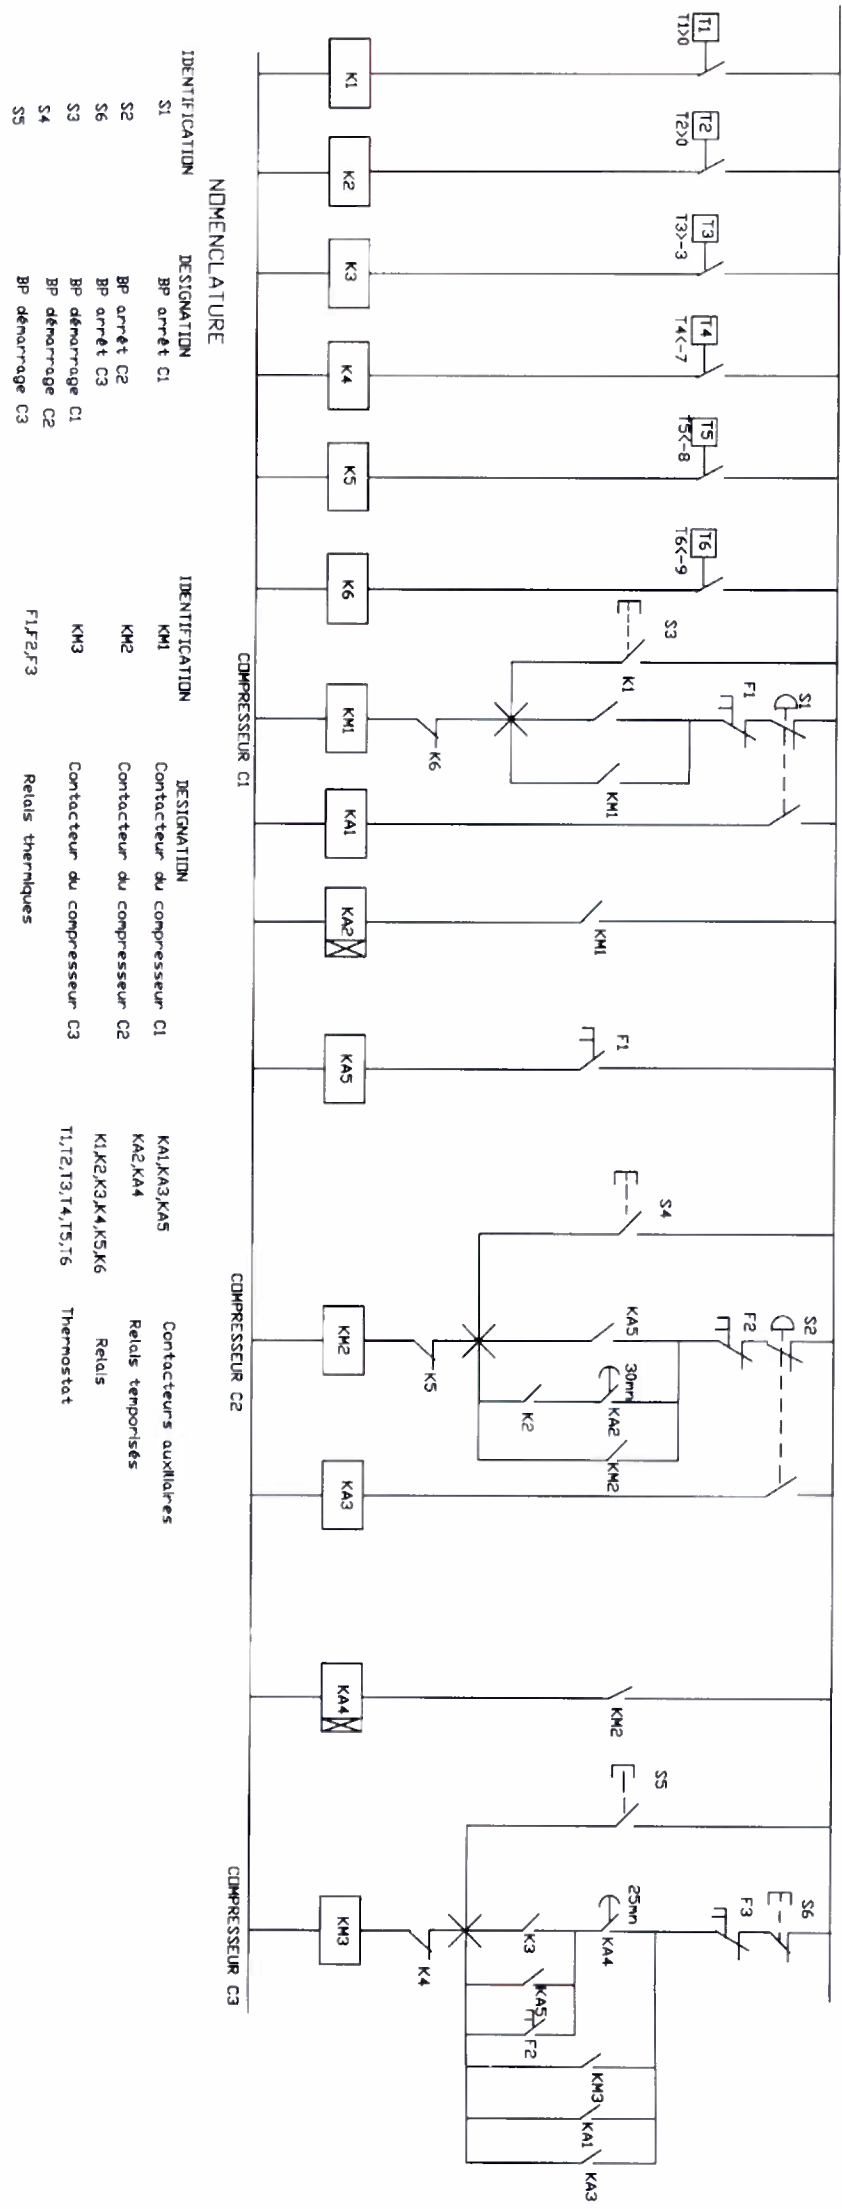 T1
T1>0
K1
T2
T2>0
K2
T3
T3>-3
K3
T4
T4<-7
K4
T5
T5<-8
K5
T6
T6<-9
K6
S3
S1
F1
K1
KM1
K6
KM1
COMPRESSEUR C1
KA1
KM1
KA2
F1
KA5
S4
S2
F2
KA5
30mn
KA2
K2
KM2
K5
KM2
COMPRESSEUR C2
KA3
KM2
KA4
S5
S6
F3
25mn
KA4
K3
KA5
F2
KM3
KA1
KA3
K4
KM3
COMPRESSEUR C3
NOMENCLATURE
IDENTIFICATION DESIGNATION
S1 BP arrêt C1
S2 BP arrêt C2
S6 BP arrêt C3
S3 BP démarrage C1
S4 BP démarrage C2
S5 BP démarrage C3
IDENTIFICATION DESIGNATION
KM1 Contacteur du compresseur C1
KM2 Contacteur du compresseur C2
KM3 Contacteur du compresseur C3
F1,F2,F3 Relais thermiques
KA1,KA3,KA5 Contacteurs auxiliaires
KA2,KA4 Relais temporisés
K1,K2,K3,K4,K5,K6 Relais
T1,T2,T3,T4,T5,T6 Thermostat